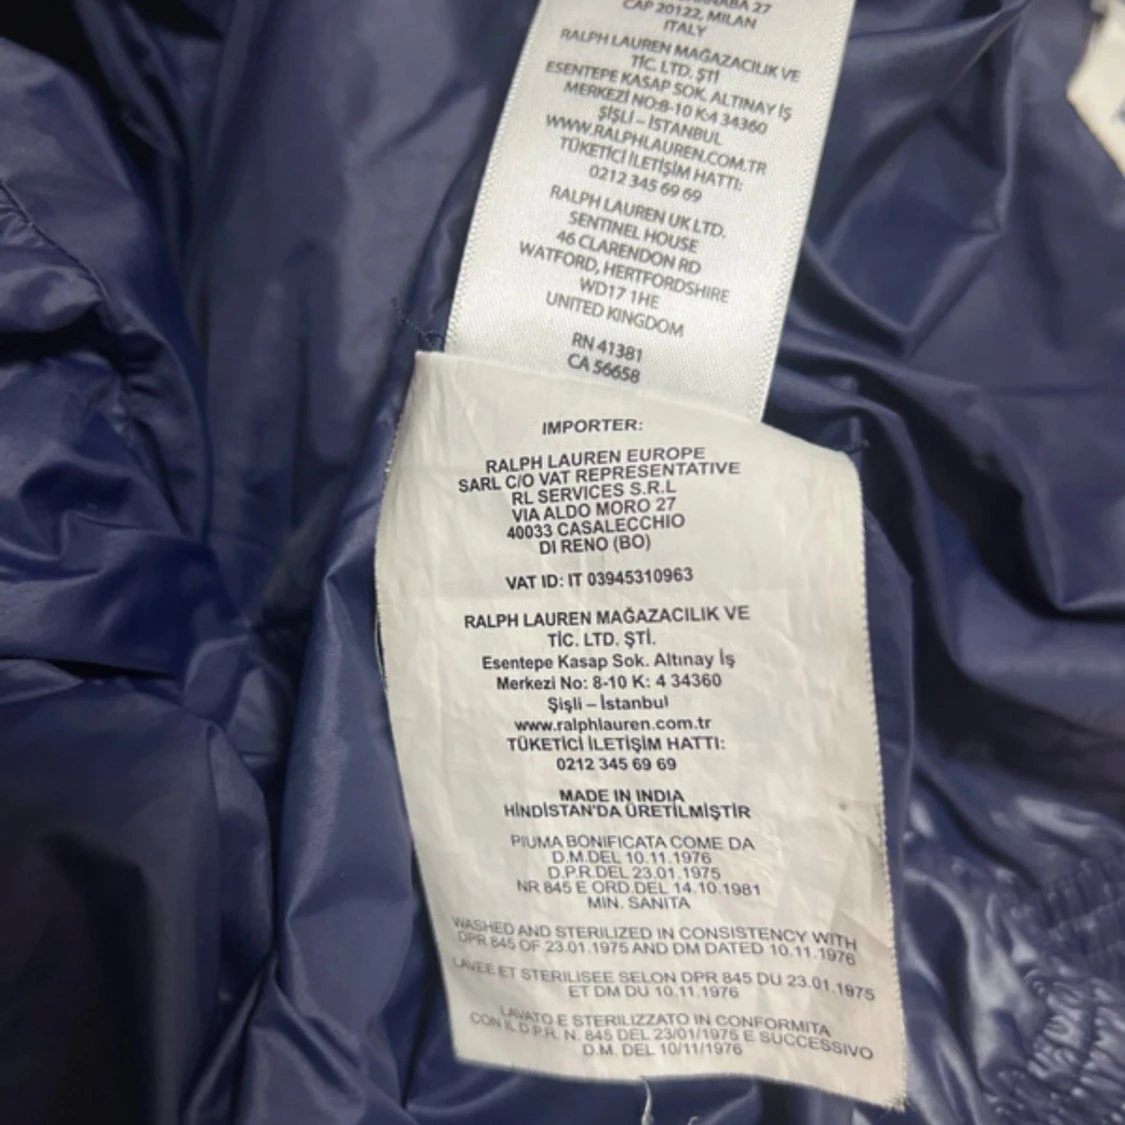 CAP 20122, MILAN
ITALY
RALPH LAUREN MAĞAZACILIK VE
TİC. LTD. ŞTİ
ESENTEPE KASAP SOK. ALTINAY İŞ
MERKEZİ NO:8-10 K:4 34360
ŞİŞLİ – İSTANBUL
WWW.RALPHLAUREN.COM.TR
TÜKETİCİ İLETİŞİM HATTI:
0212 345 69 69
RALPH LAUREN UK LTD.
SENTINEL HOUSE
46 CLARENDON RD
WATFORD, HERTFORDSHIRE
WD17 1HE
UNITED KINGDOM
RN 41381
CA 56658
IMPORTER:
RALPH LAUREN EUROPE
SARL C/O VAT REPRESENTATIVE
RL SERVICES S.R.L
VIA ALDO MORO 27
40033 CASALECCHIO
DI RENO (BO)
VAT ID: IT 03945310963
RALPH LAUREN MAĞAZACILIK VE
TİC. LTD. ŞTİ.
Esentepe Kasap Sok. Altınay İş
Merkezi No: 8-10 K: 4 34360
Şişli – İstanbul
www.ralphlauren.com.tr
TÜKETİCİ İLETİŞİM HATTI:
0212 345 69 69
MADE IN INDIA
HİNDİSTAN'DA ÜRETİLMİŞTİR
PIUMA BONIFICATA COME DA
D.M.DEL 10.11.1976
D.P.R.DEL 23.01.1975
NR 845 E ORD.DEL 14.10.1981
MIN. SANITA
WASHED AND STERILIZED IN CONSISTENCY WITH
DPR 845 OF 23.01.1975 AND DM DATED 10.11.1976
LAVEE ET STERILISEE SELON DPR 845 DU 23.01.1975
ET DM DU 10.11.1976
LAVATO E STERILIZZATO IN CONFORMITA
CON IL D.P.R. N. 845 DEL 23/01/1975 E SUCCESSIVO
D.M. DEL 10/11/1976